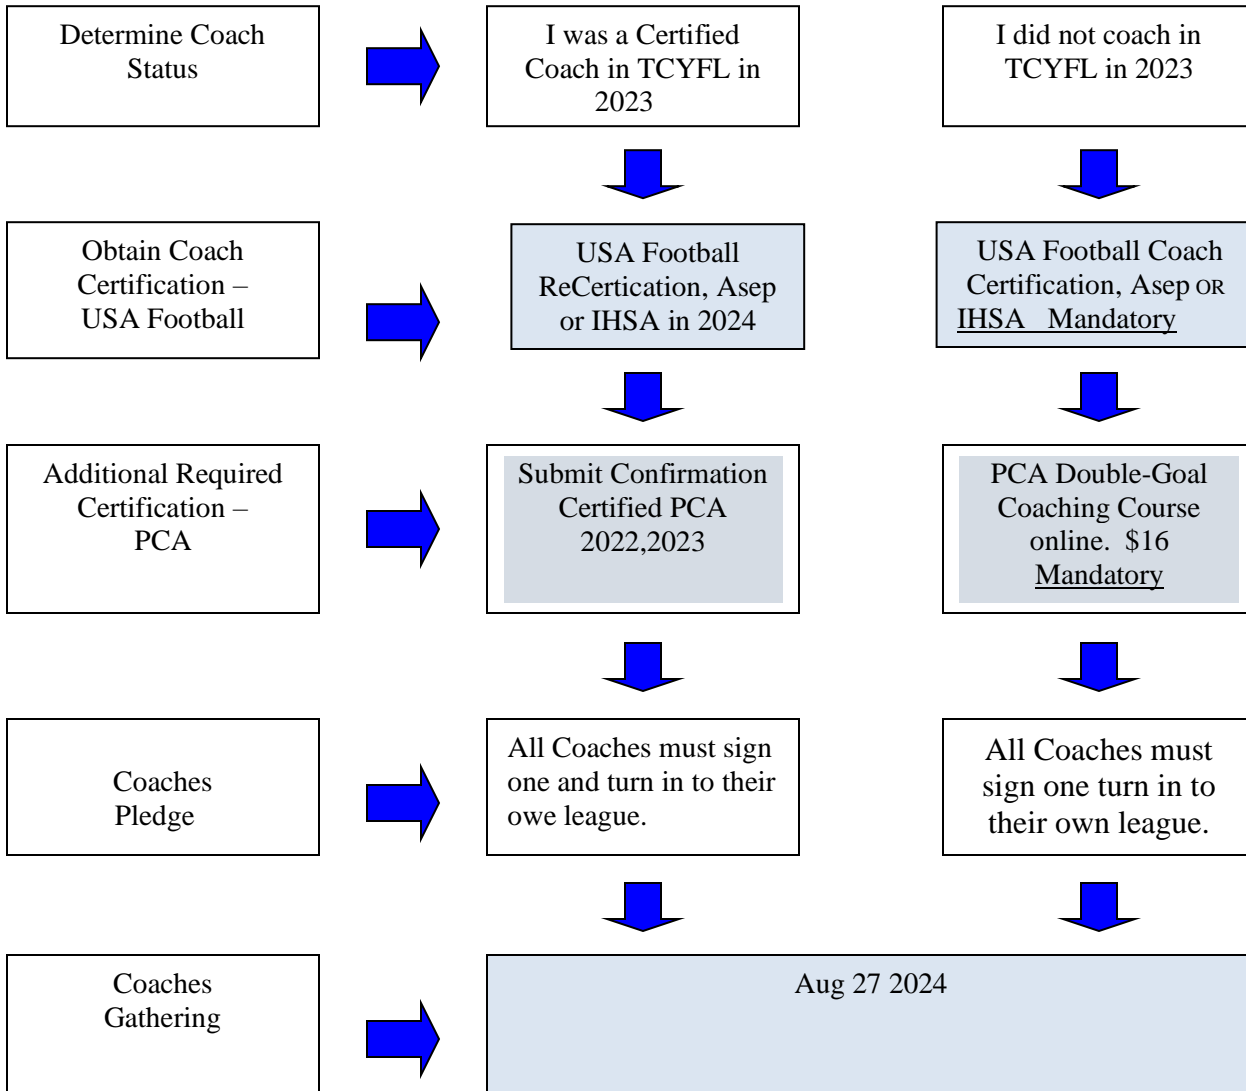 Determine Coach
Status
I was a Certified
Coach in TCYFL in
2023
I did not coach in
TCYFL in 2023
Obtain Coach
Certification –
USA Football
USA Football
ReCertication, Asep
or IHSA in 2024
USA Football Coach
Certification, Asep OR
IHSA Mandatory
Additional Required
Certification –
PCA
Submit Confirmation
Certified PCA
2022,2023
PCA Double-Goal
Coaching Course
online. $16
Mandatory
Coaches
Pledge
All Coaches must sign
one and turn in to their
owe league.
All Coaches must
sign one turn in to
their own league.
Coaches
Gathering
Aug 27 2024